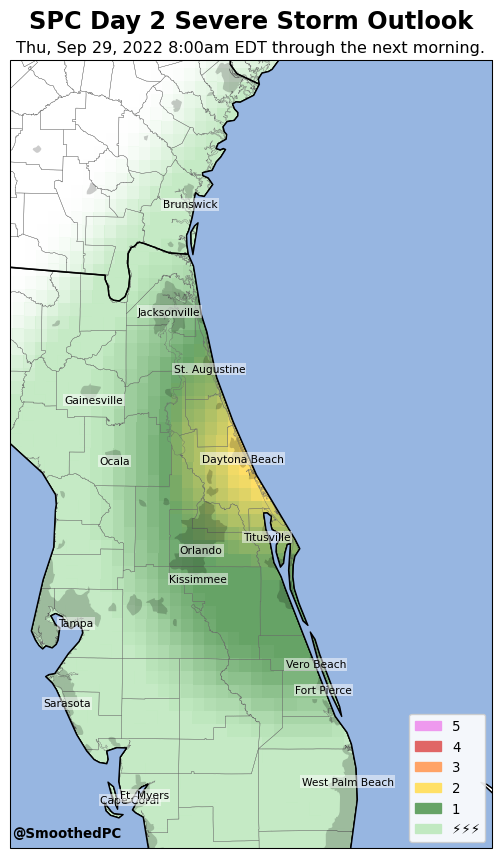 SPC Day 2 Severe Storm Outlook
Thu, Sep 29, 2022 8:00am EDT through the next morning.
Brunswick
Jacksonville
St. Augustine
Gainesville
Daytona Beach
Ocala
Titusville
Orlando
Kissimmee
Tampa
Vero Beach
Fort Pierce
Sarasota
West Palm Beach
Ft. Myers
Cape Coral
5
4
3
2
1
⚡⚡⚡
@SmoothedPC